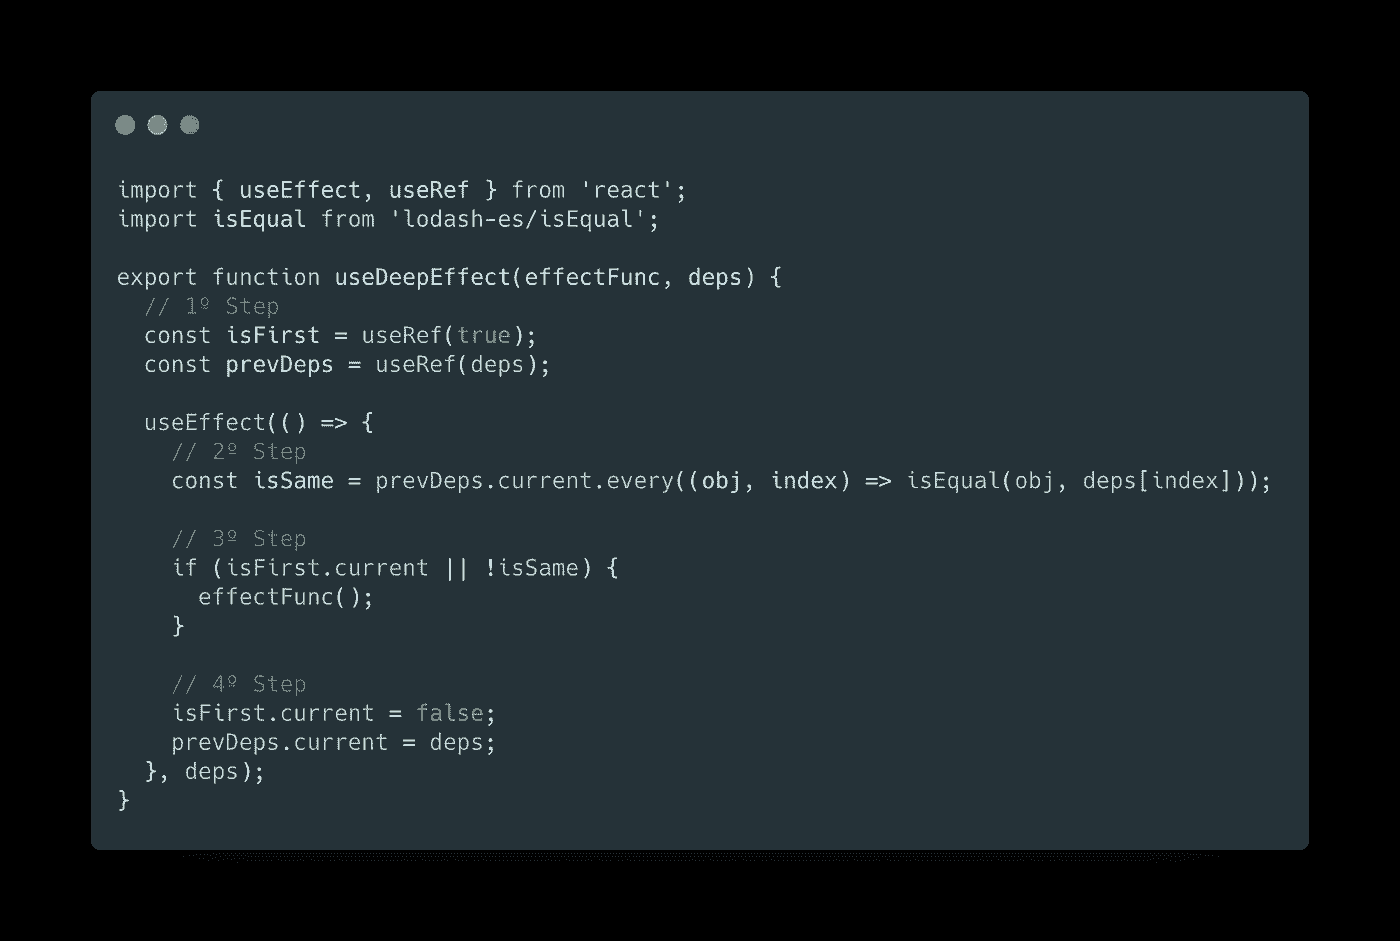 import { useEffect, useRef } from 'react';
import isEqual from 'lodash-es/isEqual';
export function useDeepEffect(effectFunc, deps) {
// 1º Step
const isFirst = useRef(true);
const prevDeps = useRef(deps);
useEffect(() => {
// 2º Step
const isSame = prevDeps.current.every((obj, index) => isEqual(obj, deps[index]));
// 3º Step
if (isFirst.current || !isSame) {
effectFunc();
}
// 4º Step
isFirst.current = false;
prevDeps.current = deps;
}, deps);
}